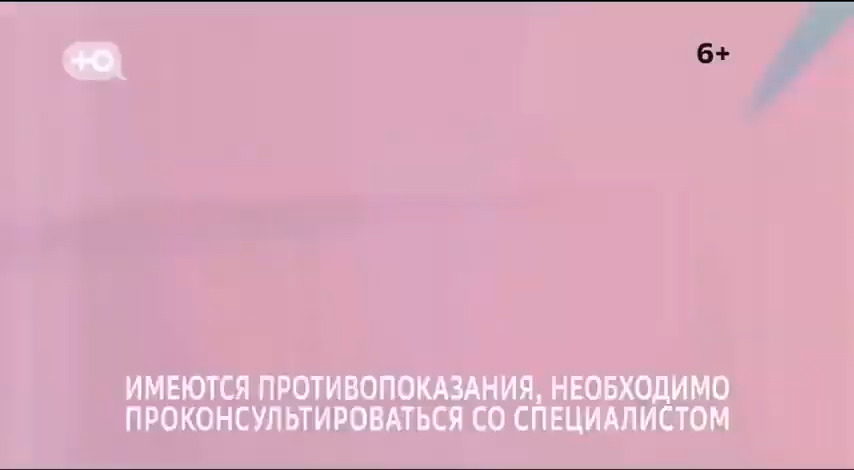 Ю
6+
ИМЕЮТСЯ ПРОТИВОПОКАЗАНИЯ, НЕОБХОДИМО
ПРОКОНСУЛЬТИРОВАТЬСЯ СО СПЕЦИАЛИСТОМ